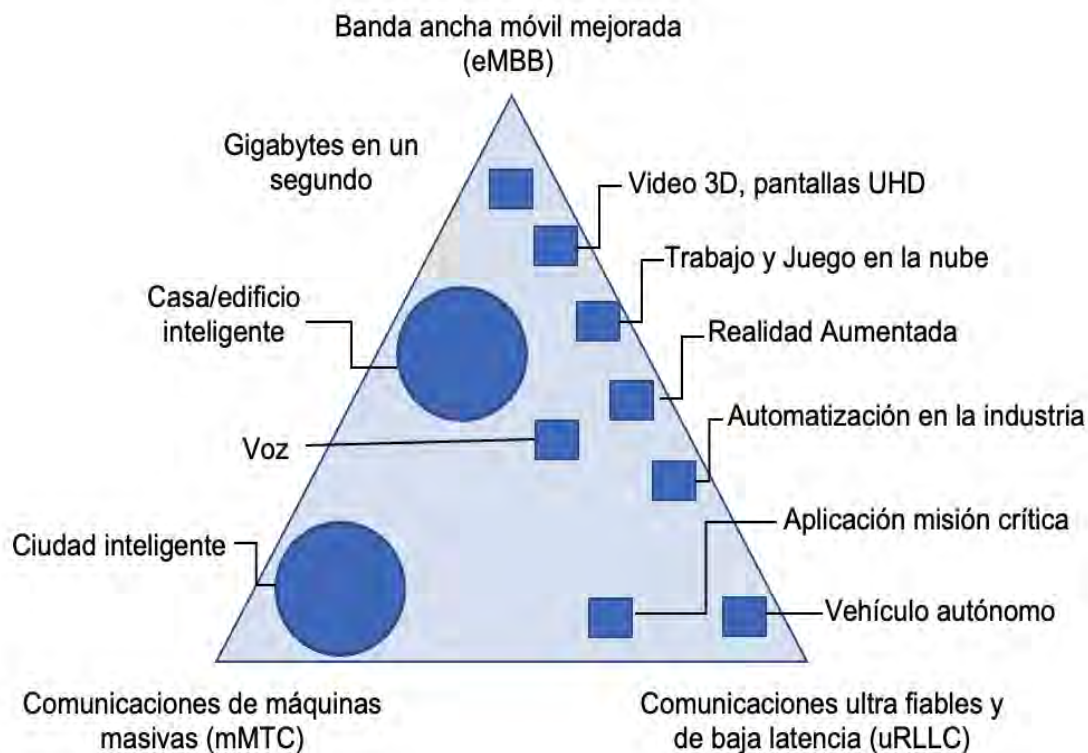 Banda ancha móvil mejorada
(eMBB)
Gigabytes en un
segundo
Video 3D, pantallas UHD
Trabajo y Juego en la nube
Casa/edificio
inteligente
Realidad Aumentada
Automatización en la industria
Voz
Aplicación misión crítica
Ciudad inteligente
Vehículo autónomo
Comunicaciones de máquinas
masivas (mMTC)
Comunicaciones ultra fiables y
de baja latencia (uRLLC)